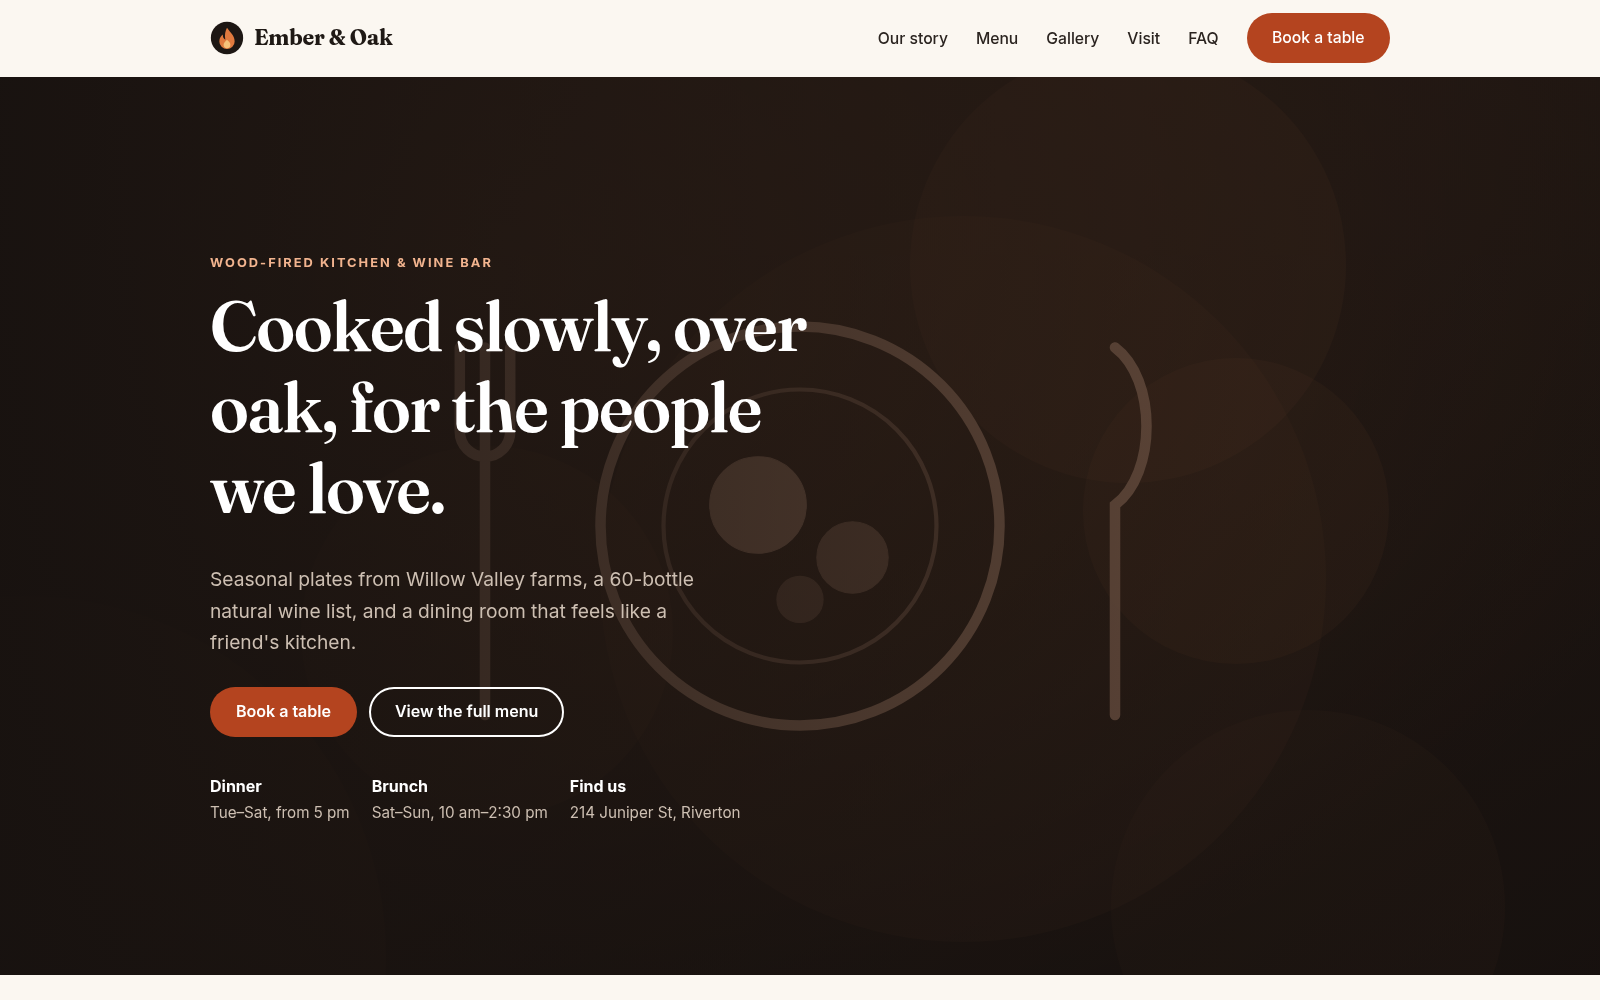 Ember & Oak
Our story
Menu
Gallery
Visit
FAQ
Book a table
WOOD-FIRED KITCHEN & WINE BAR
Cooked slowly, over
oak, for the people
we love.
Seasonal plates from Willow Valley farms, a 60-bottle
natural wine list, and a dining room that feels like a
friend's kitchen.
Book a table
View the full menu
Dinner
Tue–Sat, from 5 pm
Brunch
Sat–Sun, 10 am–2:30 pm
Find us
214 Juniper St, Riverton